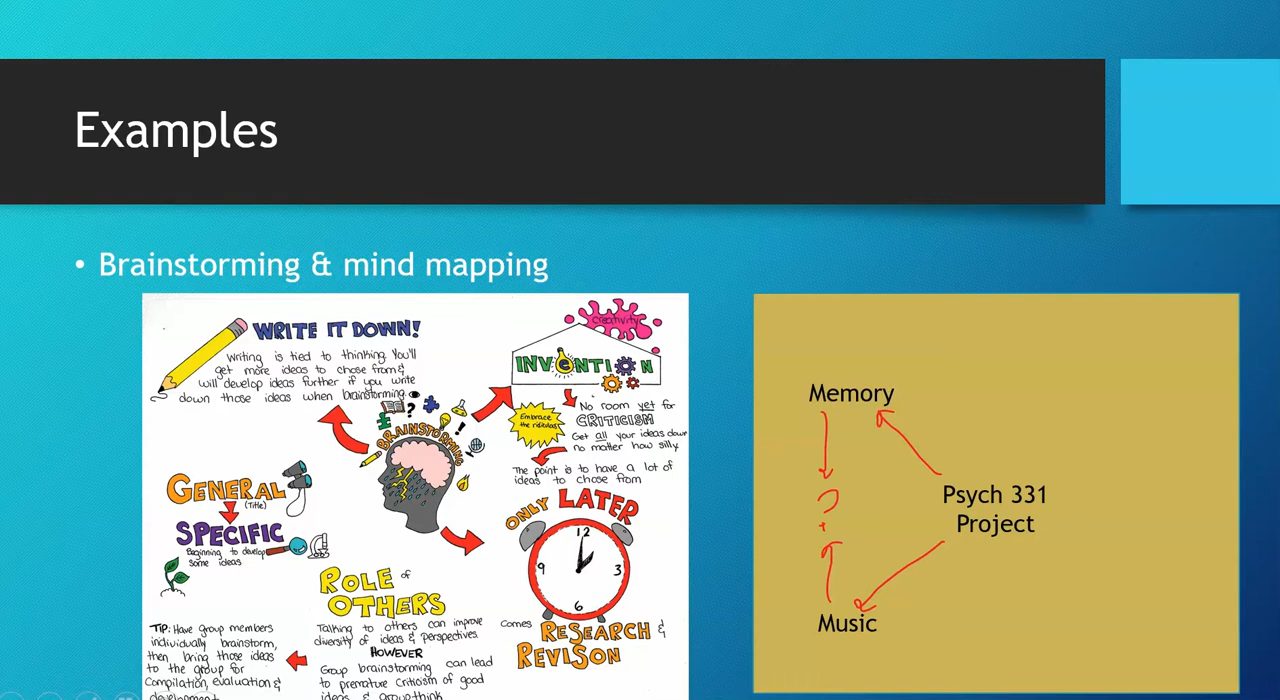 Examples
• Brainstorming & mind mapping
WRITE IT DOWN!
Writing is tied to thinking. You'll
get more ideas to chose from &
will develop ideas further if you write
down those ideas when brainstorming.
BRAINSTORMING
creativity
INVENTION
Embrace
the ridiculous
No room yet for
CRITICISM
Get all your ideas down
no matter how silly
The point is to have a lot of
ideas to chose from
GENERAL
(Title)
SPECIFIC
Beginning to develop
some ideas
ONLY LATER
12
9 3
6
Comes RESEARCH &
REVISON
ROLE of
OTHERS
Talking to others can improve
diversity of ideas & perspectives.
HOWEVER
Group brainstorming can lead
to premature criticism of good
ideas & groupthink
TIP: Have group members
individually brainstorm,
then bring those ideas
to the group for
compilation, evaluation &
development
Memory
?
Psych 331
Project
Music